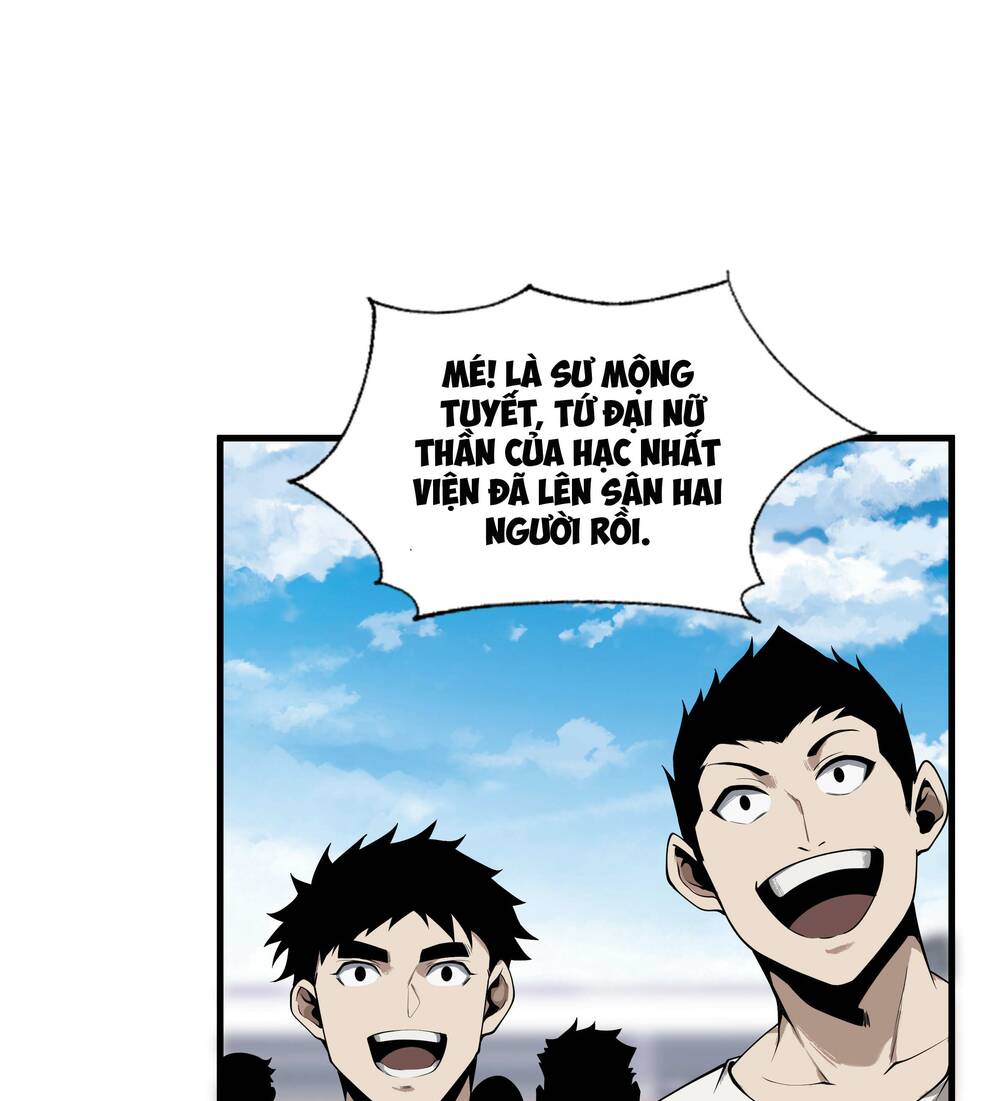 MÉ! LÀ SƯ MỘNG
TUYẾT, TỨ ĐẠI NỮ
THẦN CỦA HẠC NHẤT
VIỆN ĐÃ LÊN SÂN HAI
NGƯỜI RỒI.